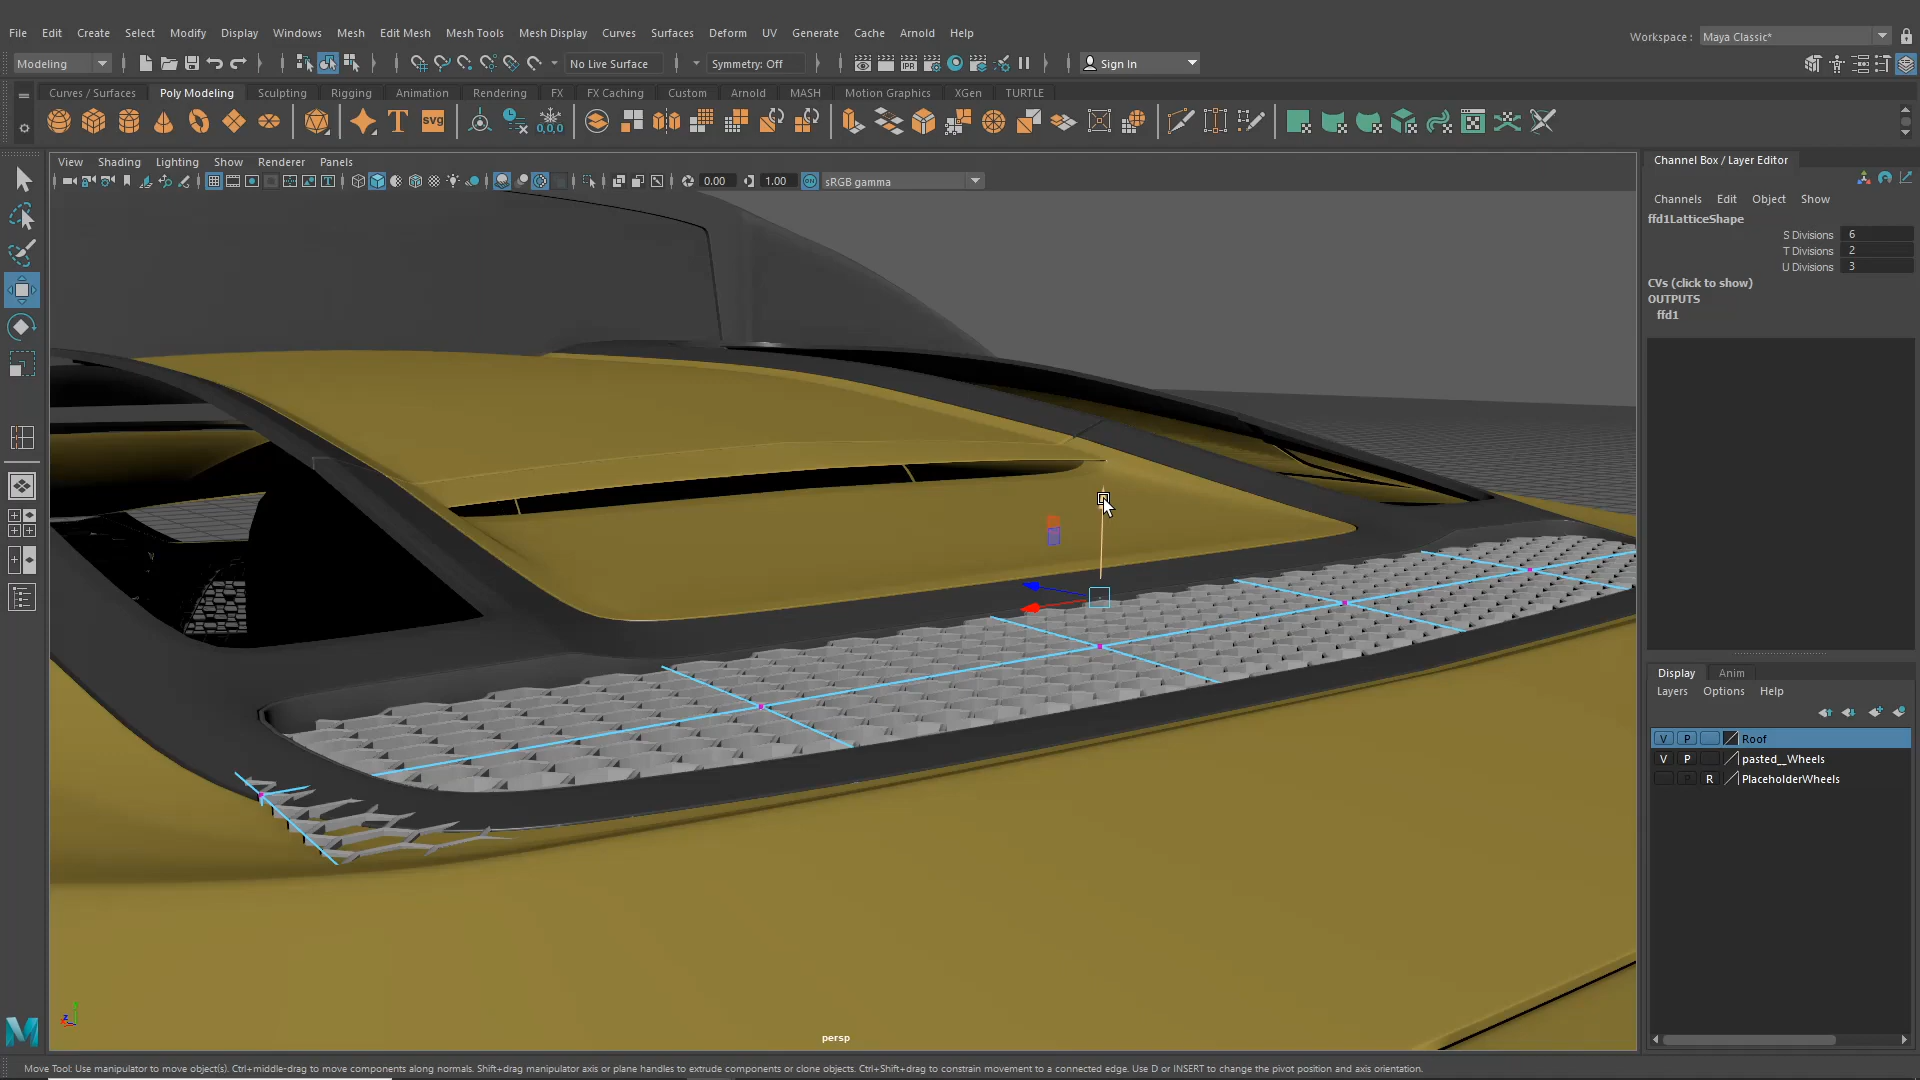 File Edit Create Select Modify Display Windows Mesh Edit Mesh Mesh Tools Mesh Display Curves Surfaces Deform UV Generate Cache Arnold Help
Workspace : Maya Classic*
Modeling No Live Surface Symmetry: Off IPR Sign In
Curves / Surfaces Poly Modeling Sculpting Rigging Animation Rendering FX FX Caching Custom Arnold MASH Motion Graphics XGen TURTLE
T svg 0,0,0
View Shading Lighting Show Renderer Panels
0.00 1.00 ON sRGB gamma
Channel Box / Layer Editor
Channels Edit Object Show
ffd1LatticeShape
S Divisions 6
T Divisions 2
U Divisions 3
CVs (click to show)
OUTPUTS
ffd1
Display Anim
Layers Options Help
V P Roof
V P pasted__Wheels
P R PlaceholderWheels
persp
Move Tool: Use manipulator to move object(s). Ctrl+middle-drag to move components along normals. Shift+drag manipulator axis or plane handles to extrude components or clone objects. Ctrl+Shift+drag to constrain movement to a connected edge. Use D or INSERT to change the pivot position and axis orientation.